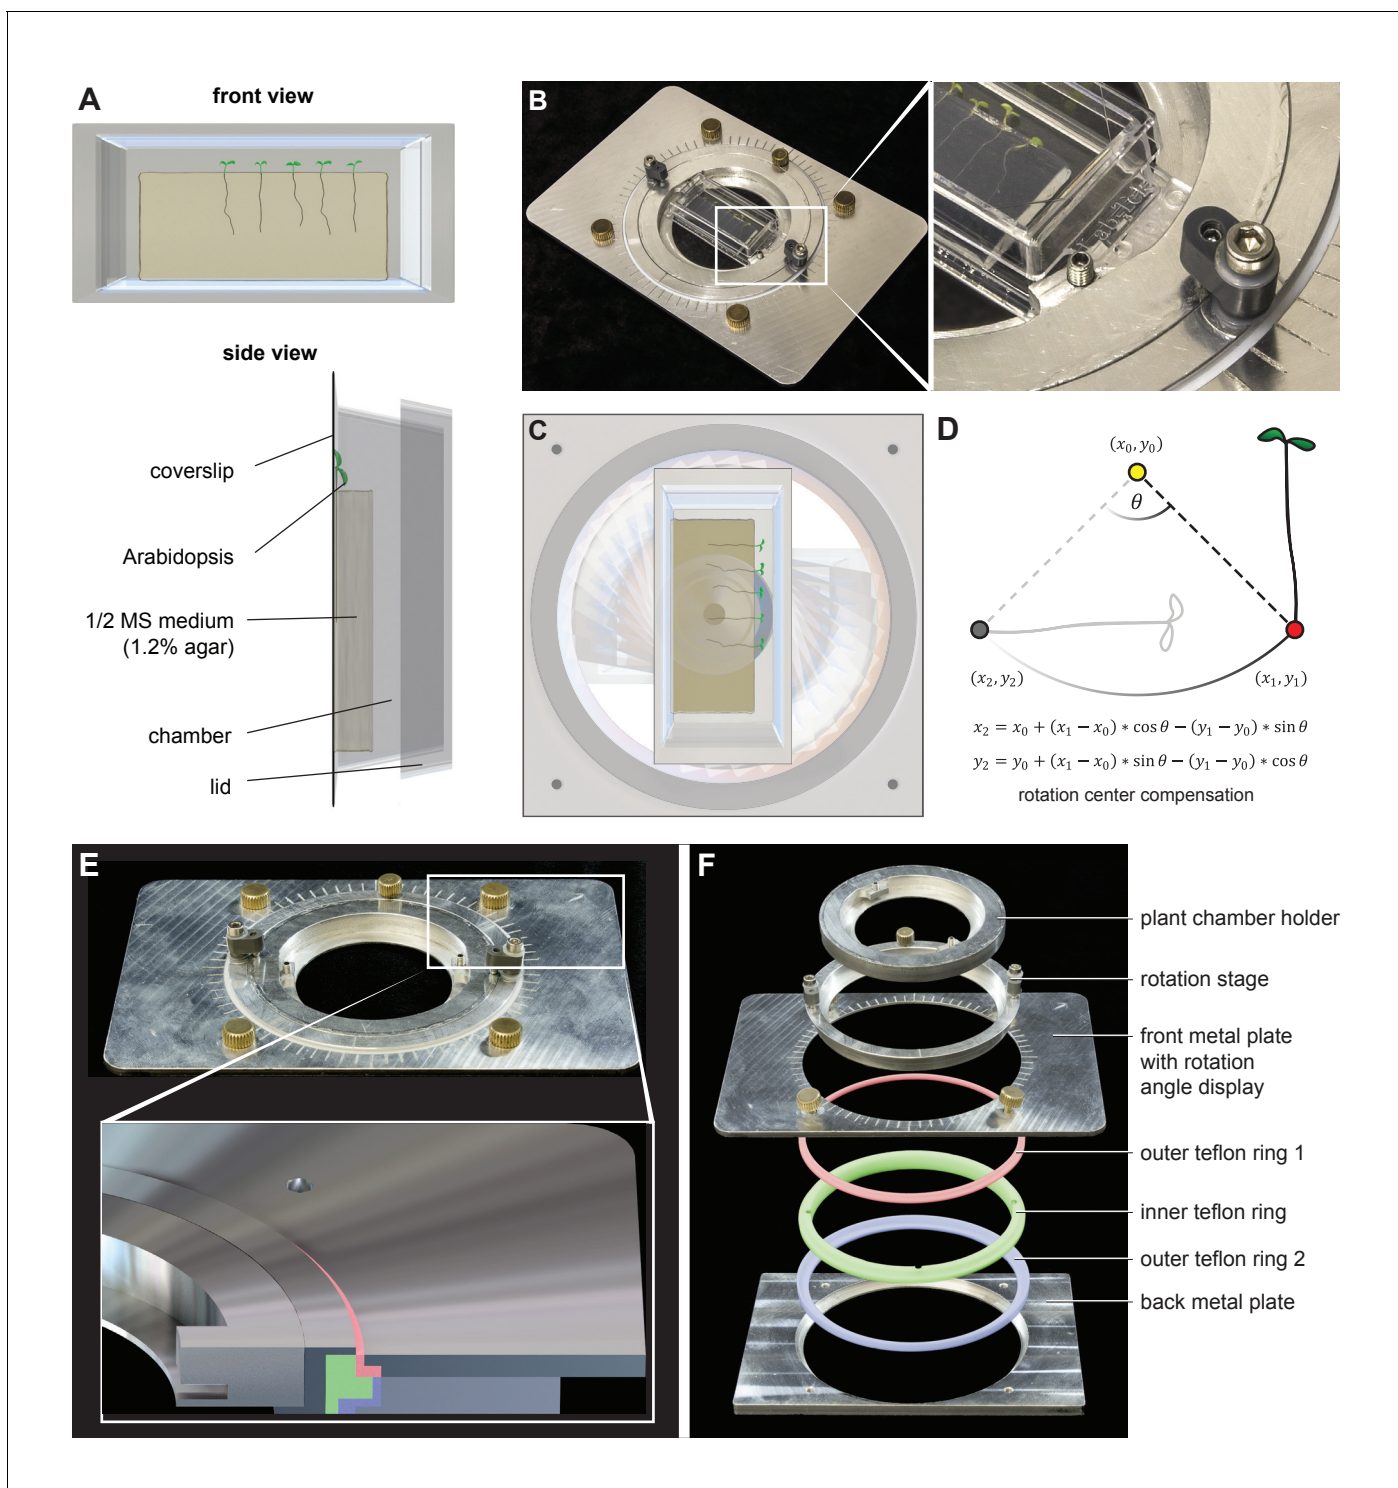 A
front view
side view
coverslip
Arabidopsis
1/2 MS medium
(1.2% agar)
chamber
lid
B
C
D
(x₀, y₀)
θ
(x₂, y₂)
(x₁, y₁)
x₂ = x₀ + (x₁ − x₀) * cos θ − (y₁ − y₀) * sin θ
y₂ = y₀ + (x₁ − x₀) * sin θ − (y₁ − y₀) * cos θ
rotation center compensation
E
F
plant chamber holder
rotation stage
front metal plate
with rotation
angle display
outer teflon ring 1
inner teflon ring
outer teflon ring 2
back metal plate